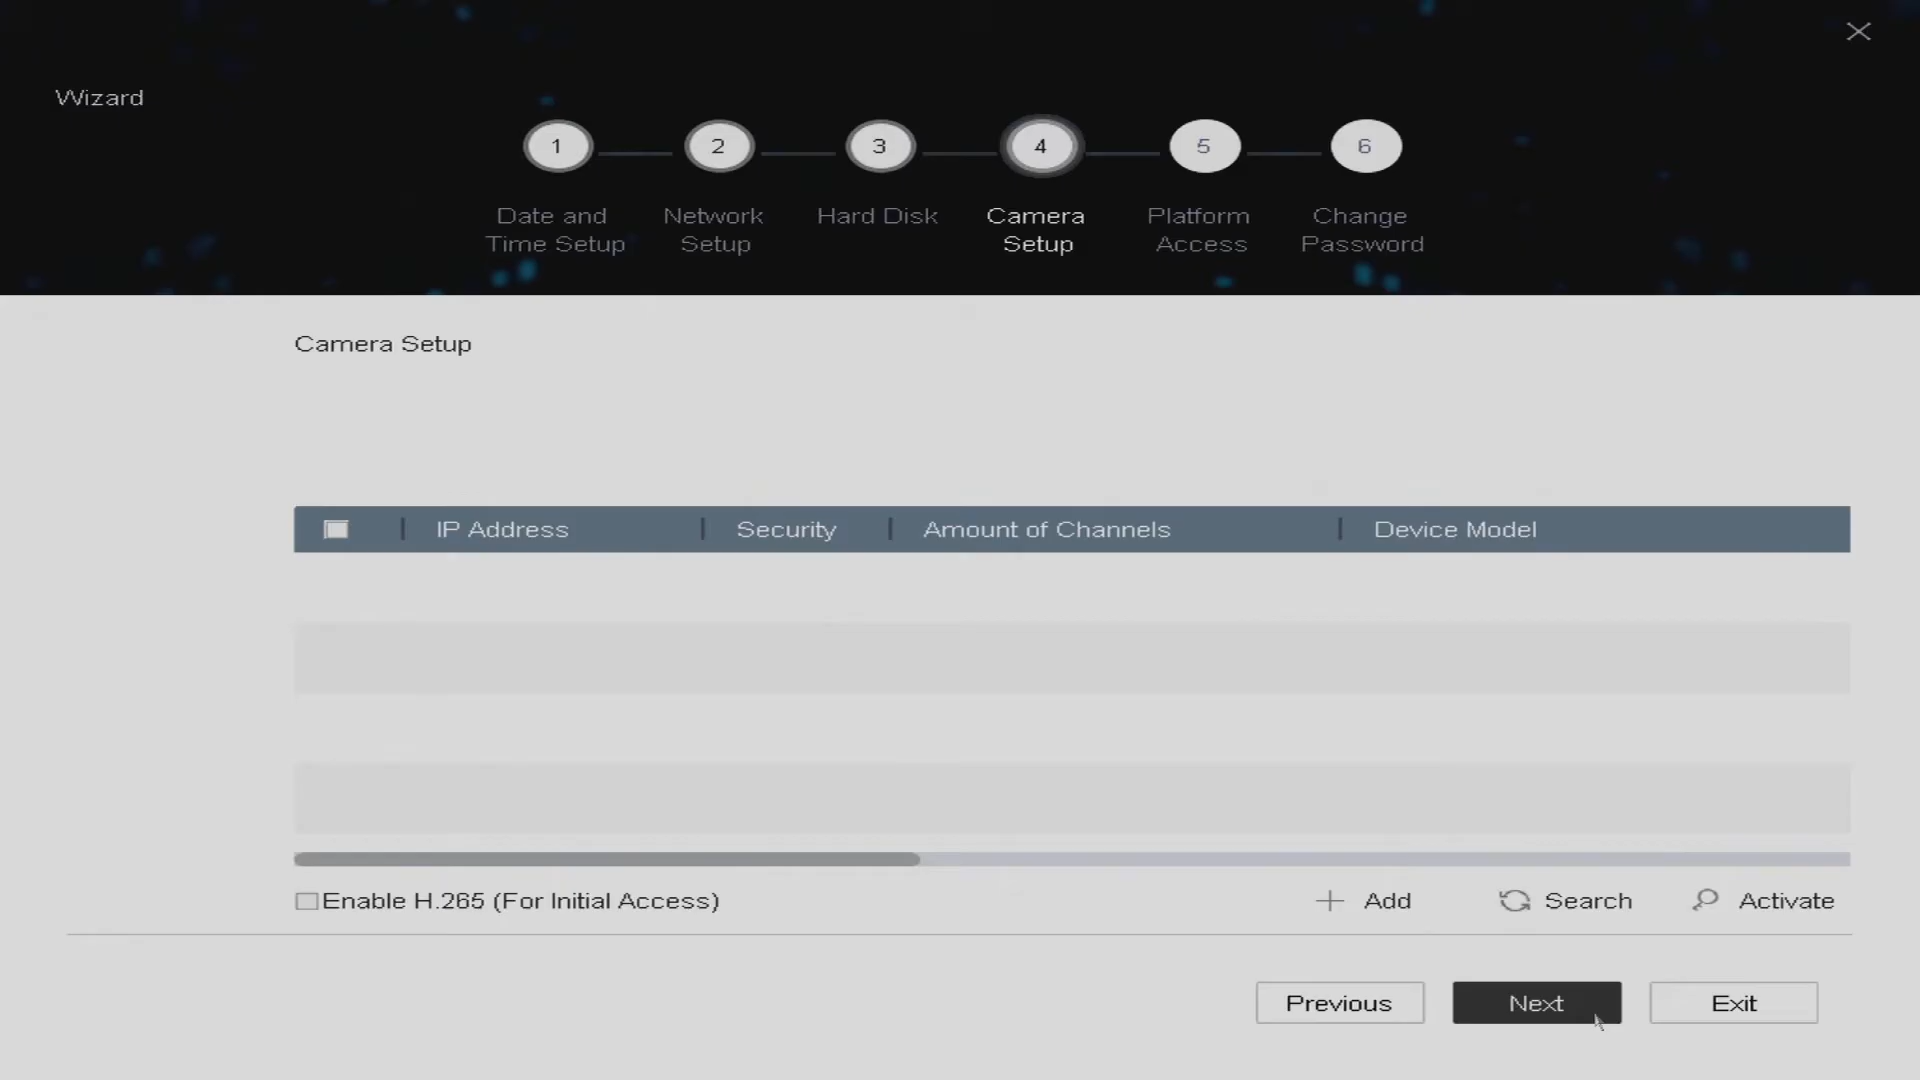 Wizard
1 2 3 4 5 6
Date and Time Setup
Network Setup
Hard Disk
Camera Setup
Platform Access
Change Password
Camera Setup
IP Address Security Amount of Channels Device Model
Enable H.265 (For Initial Access) Add Search Activate
Previous Next Exit